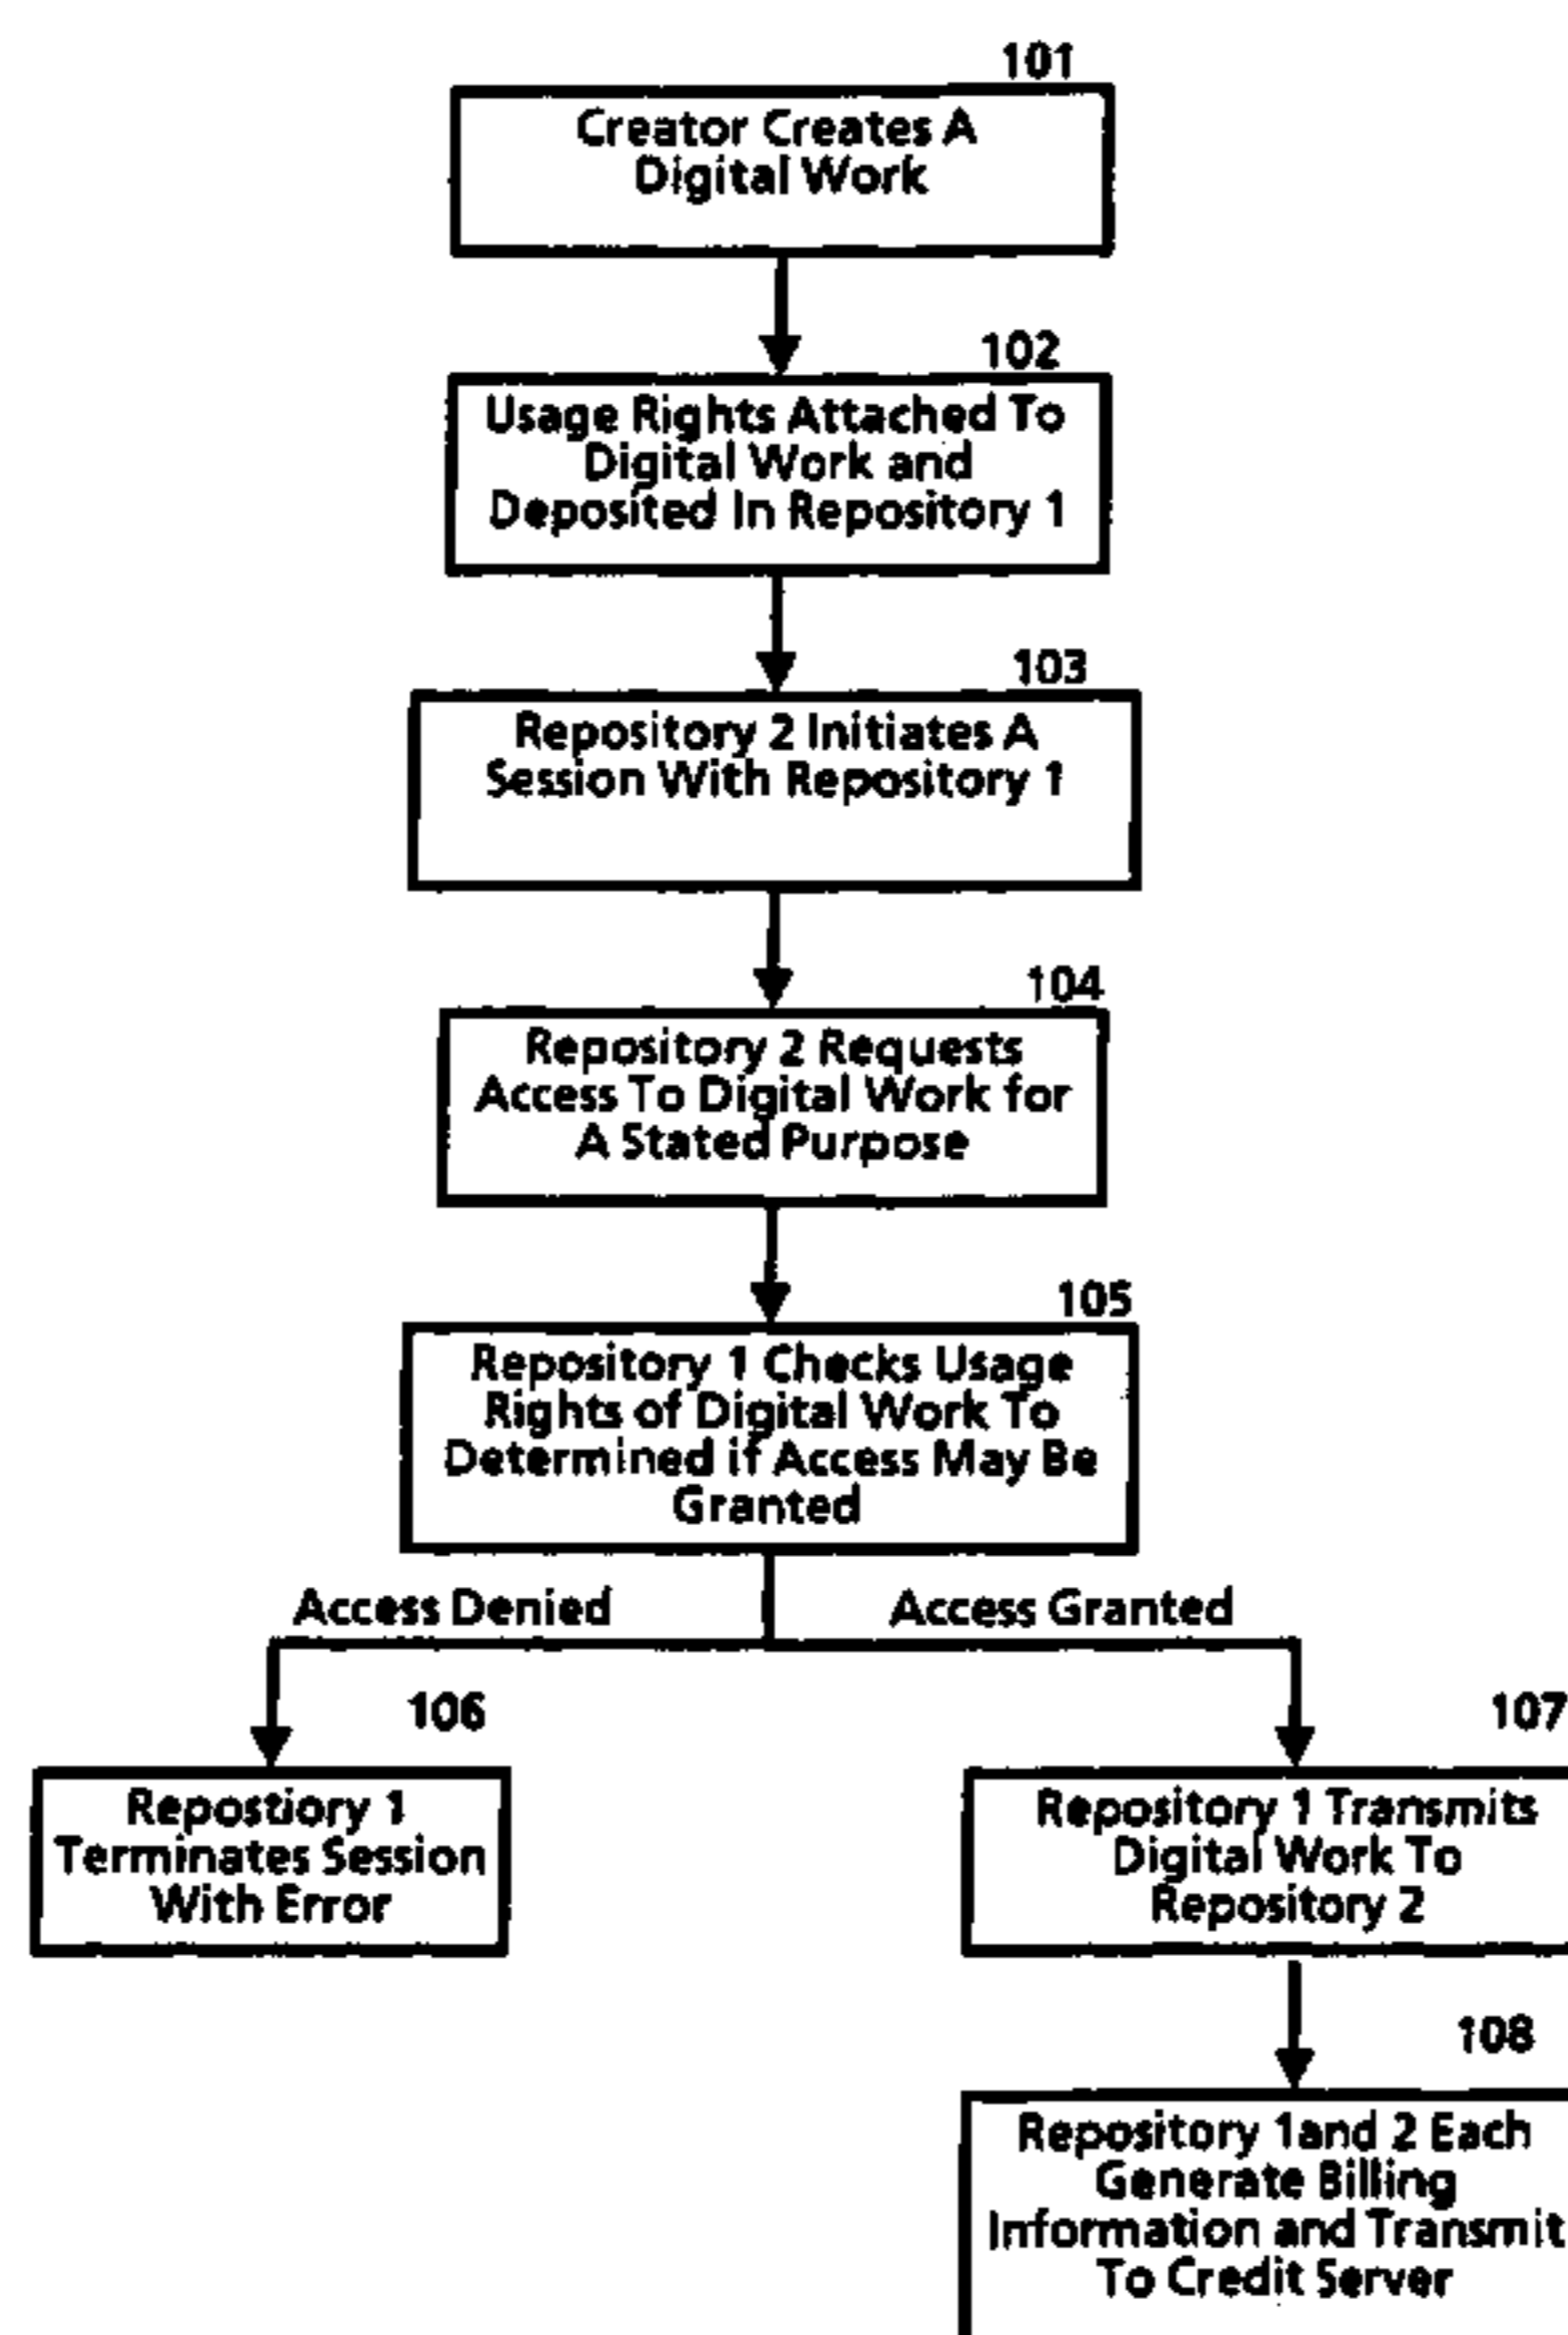 101
Creator Creates A
Digital Work
102
Usage Rights Attached To
Digital Work and
Deposited In Repository 1
103
Repository 2 Initiates A
Session With Repository 1
104
Repository 2 Requests
Access To Digital Work for
A Stated Purpose
105
Repository 1 Checks Usage
Rights of Digital Work To
Determined if Access May Be
Granted
Access Denied
Access Granted
106
Repostiory 1
Terminates Session
With Error
107
Repository 1 Transmits
Digital Work To
Repository 2
108
Repository 1and 2 Each
Generate Billing
Information and Transmit
To Credit Server